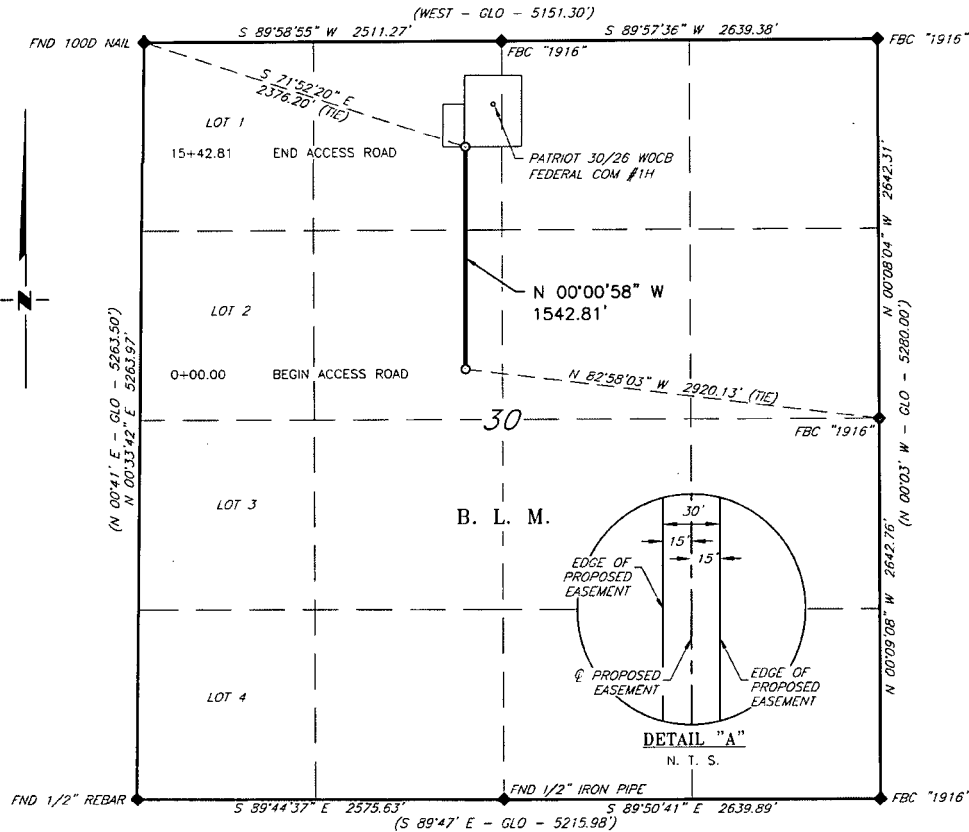 (WEST - GLO - 5151.30')
S 89°58'55" W 2511.27'
S 89°57'36" W 2639.38'
FND 100D NAIL
FBC "1916"
FBC "1916"
S 71°52'20" E
2376.20' (TIE)
LOT 1
15+42.81 END ACCESS ROAD
PATRIOT 30/26 WOCB
FEDERAL COM #1H
N 00°08'04" W 2642.31'
N
N 00°00'58" W
1542.81'
LOT 2
(N 00°41' E - GLO - 5263.50')
N 00°33'42" E 5263.97'
(N 00°03' W - GLO - 5280.00')
0+00.00 BEGIN ACCESS ROAD
N 82°58'03" W 2920.13' (TIE)
30
FBC "1916"
LOT 3
B. L. M.
30'
15'
15'
EDGE OF
PROPOSED
EASEMENT
N 00°09'08" W 2642.76'
LOT 4
℄ PROPOSED
EASEMENT
EDGE OF
PROPOSED
EASEMENT
DETAIL "A"
N. T. S.
FND 1/2" REBAR
FND 1/2" IRON PIPE
FBC "1916"
S 89°44'37" E 2575.63'
S 89°50'41" E 2639.89'
(S 89°47' E - GLO - 5215.98')